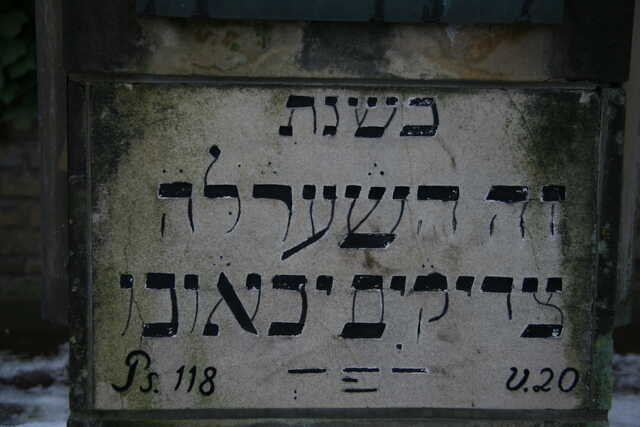 בשנת
זה השער לה
צדיקים יבאו בו
Ps. 118 v. 20